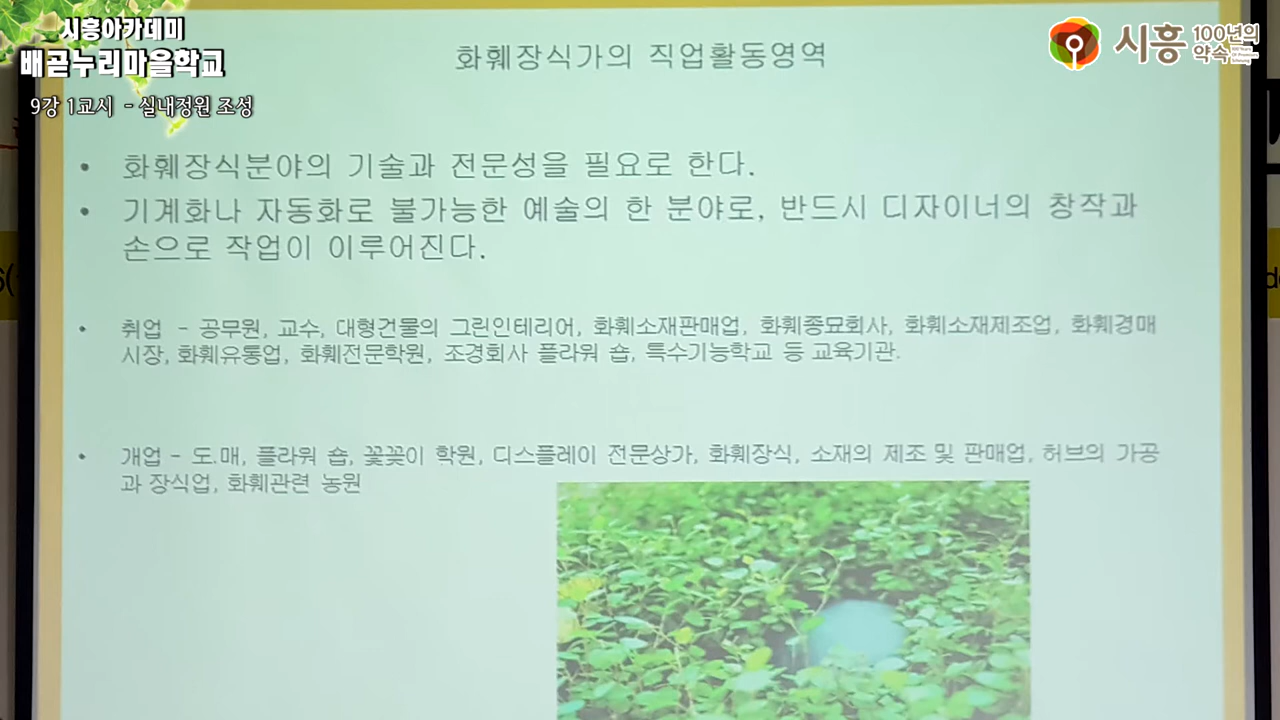 시흥아카데미
배곧누리마을학교
9강 1교시 - 실내정원 조성
시흥 100년의 약속
화훼장식가의 직업활동영역
• 화훼장식분야의 기술과 전문성을 필요로 한다.
• 기계화나 자동화로 불가능한 예술의 한 분야로, 반드시 디자이너의 창작과
손으로 작업이 이루어진다.
• 취업 - 공무원, 교수, 대형건물의 그린인테리어, 화훼소재판매업, 화훼종묘회사, 화훼소재제조업, 화훼경매
시장, 화훼유통업, 화훼전문학원, 조경회사 플라워 숍, 특수기능학교 등 교육기관.
• 개업 - 도.매, 플라워 숍, 꽃꽂이 학원, 디스플레이 전문상가, 화훼장식, 소재의 제조 및 판매업, 허브의 가공
과 장식업, 화훼관련 농원